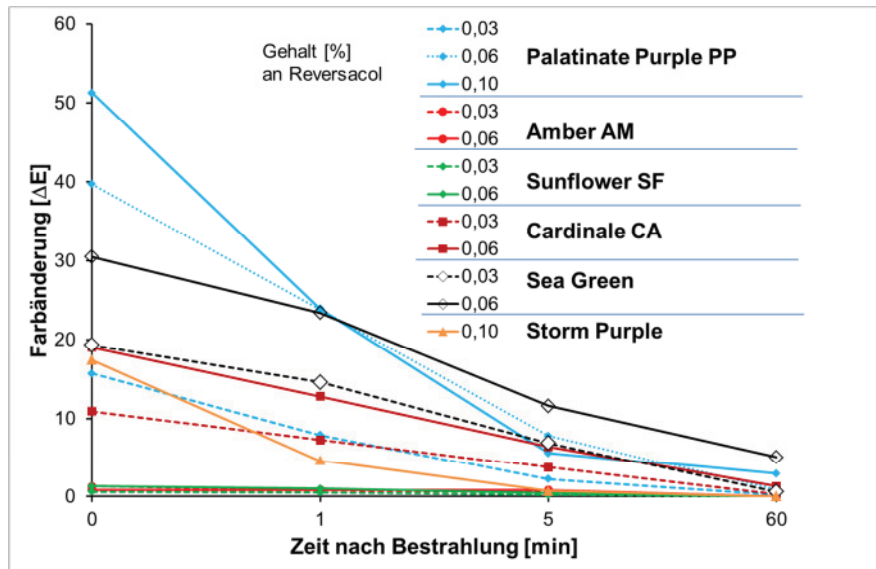 60
50
40
30
20
10
0
Farbänderung [ΔE]
Gehalt [%]
an Reversacol
0,03
0,06
0,10
Palatinate Purple PP
0,03
0,06
Amber AM
0,03
0,06
Sunflower SF
0,03
0,06
Cardinale CA
0,03
0,06
Sea Green
0,10
Storm Purple
0 1 5 60
Zeit nach Bestrahlung [min]